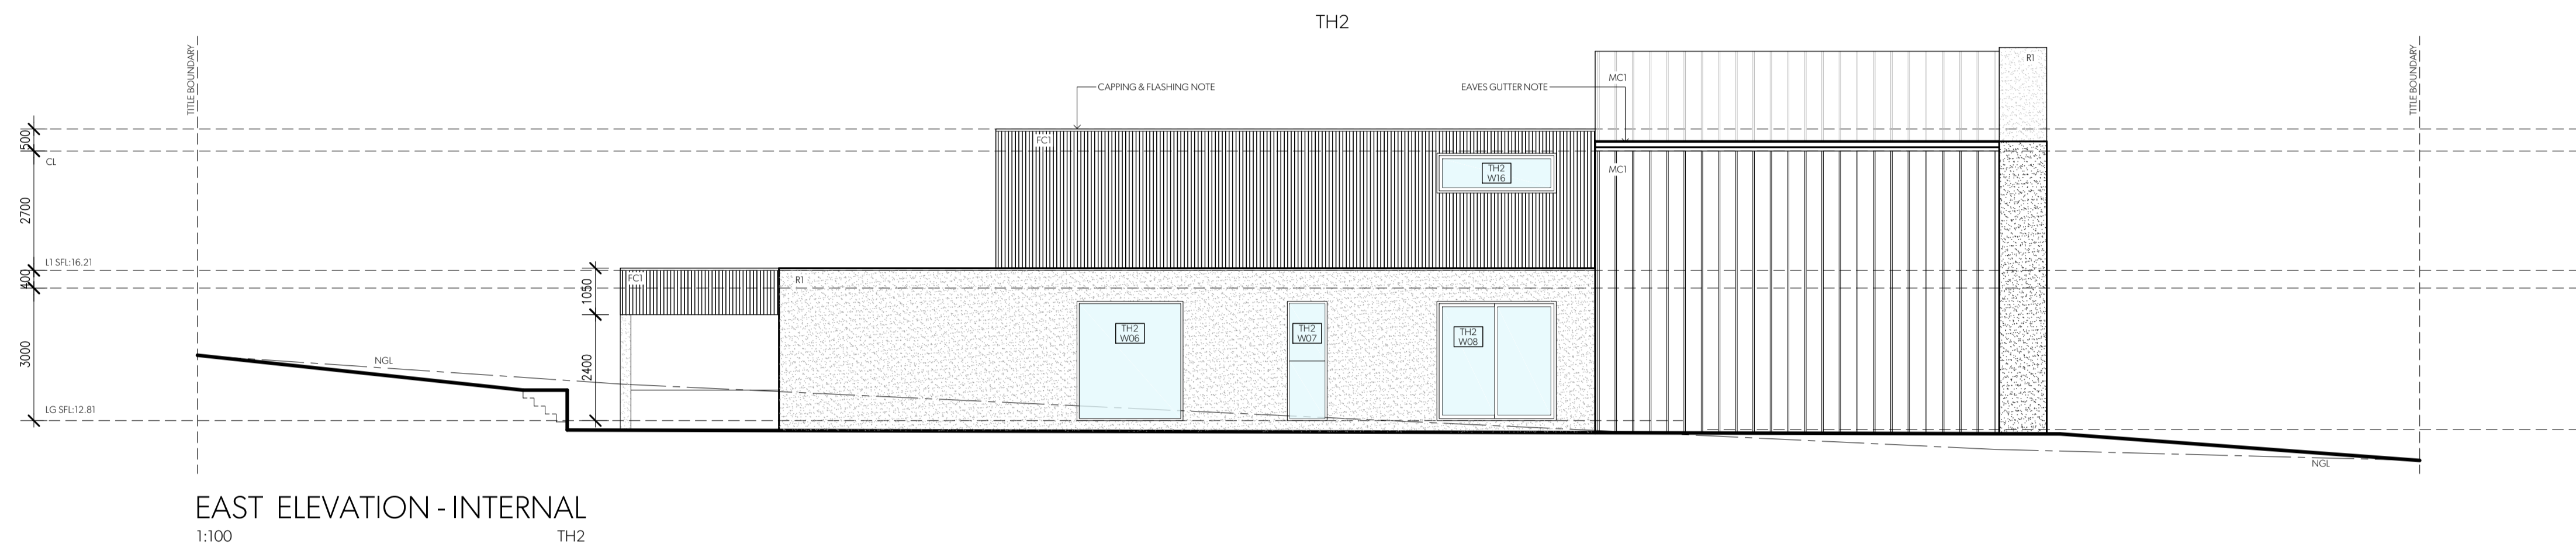 TH2
TITLE BOUNDARY
TITLE BOUNDARY
CAPPING & FLASHING NOTE
EAVES GUTTER NOTE
MC1
R1
500
CL
FC1
MC1
TH2
W16
2700
L1 SFL:16.21
400
FC1
R1
1050
TH2
W06
TH2
W07
TH2
W08
3000
NGL
2400
LG SFL:12.81
NGL
EAST ELEVATION - INTERNAL
1:100
TH2